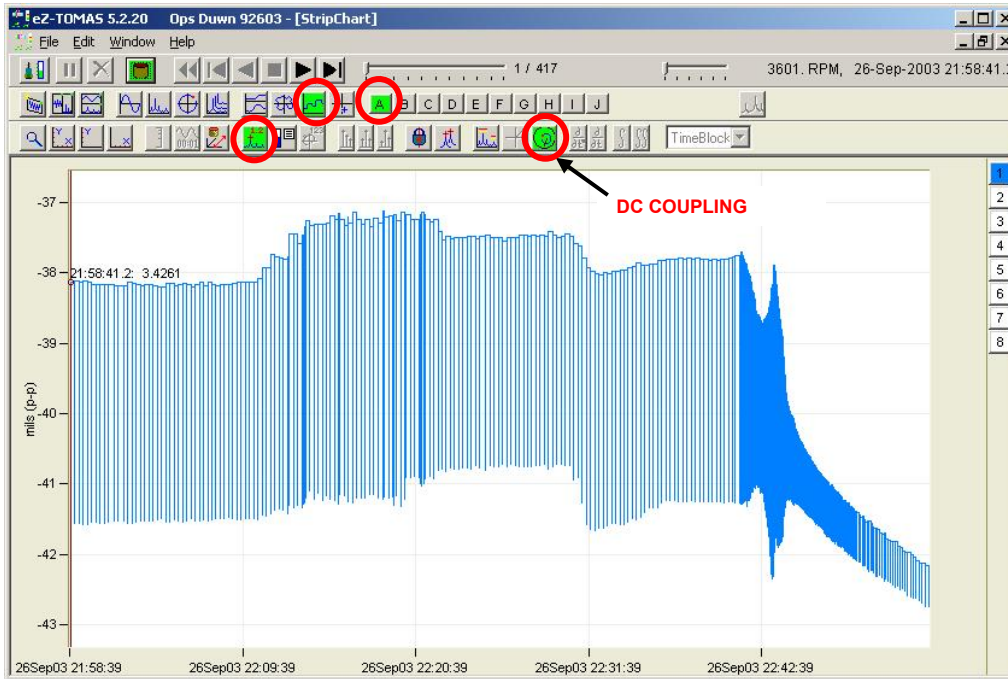 eZ-TOMAS 5.2.20 Ops Duwn 92603 - [StripChart]
File Edit Window Help
1 / 417
3601. RPM, 26-Sep-2003 21:58:41.2
A B C D E F G H I J
TimeBlock
DC COUPLING
1
2
3
4
5
6
7
8
-37
-38
-39
-40
-41
-42
-43
21:58:41.2: 3.4261
mils (p-p)
26Sep03 21:58:39
26Sep03 22:09:39
26Sep03 22:20:39
26Sep03 22:31:39
26Sep03 22:42:39